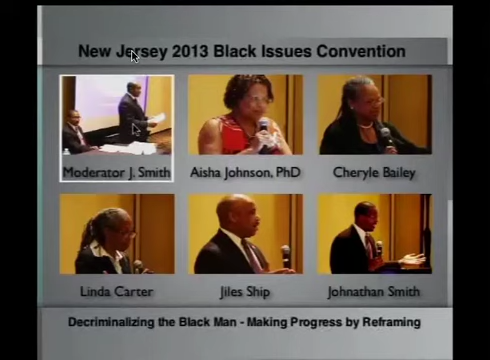 New Jersey 2013 Black Issues Convention
Moderator J. Smith
Aisha Johnson, PhD
Cheryle Bailey
Linda Carter
Jiles Ship
Johnathan Smith
Decriminalizing the Black Man - Making Progress by Reframing